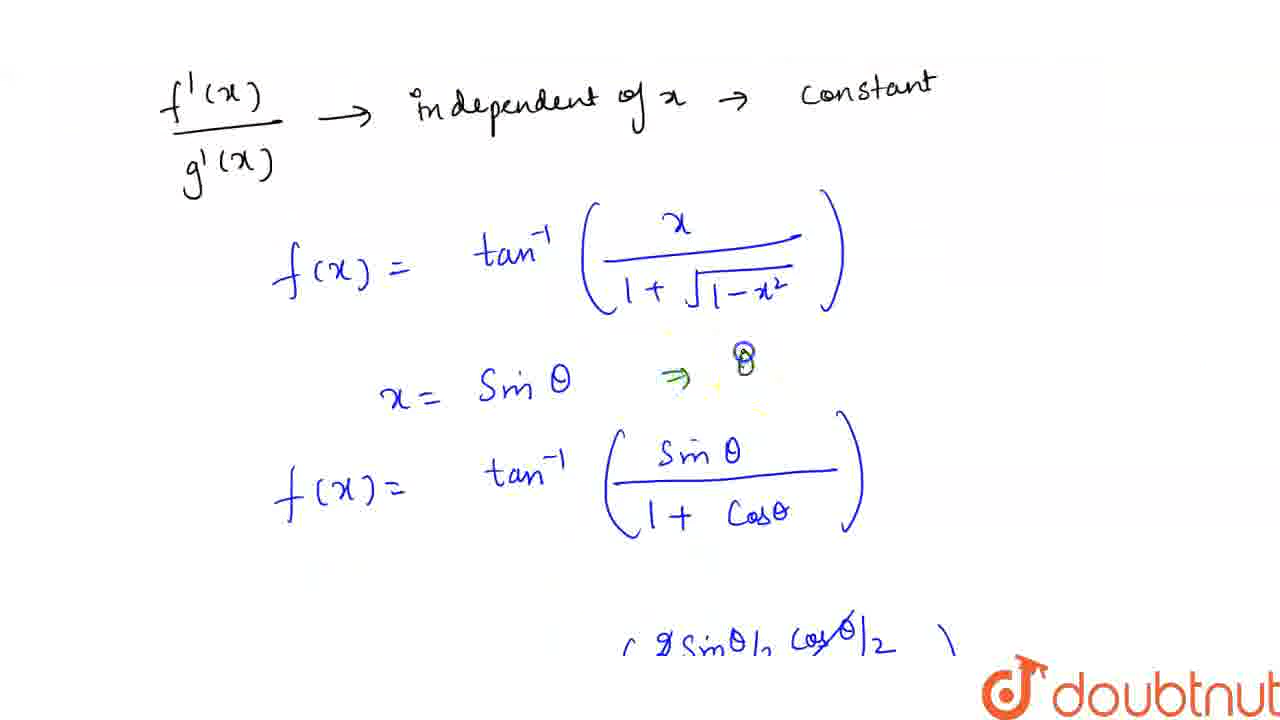 f'(x) / g'(x) → independent of x → constant
f(x) = tan⁻¹ ( x / (1 + √(1 - x²)) )
x = Sin θ ⇒ θ
f(x) = tan⁻¹ ( Sin θ / (1 + Cosθ) )
( 2 Sin θ/2 Cos θ/2 )
doubtnut